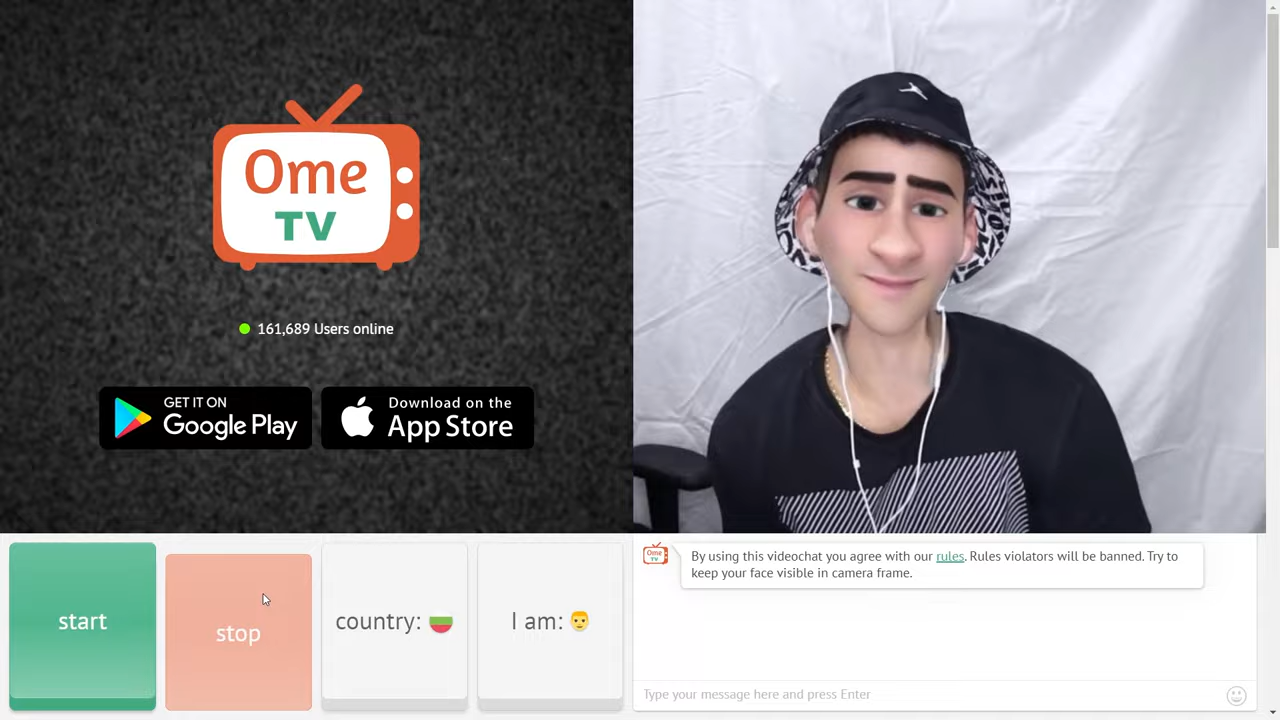 Ome
TV
161,689 Users online
GET IT ON
Google Play
Download on the
App Store
start
stop
country:
I am:
Ome
TV
By using this videochat you agree with our rules. Rules violators will be banned. Try to
keep your face visible in camera frame.
Type your message here and press Enter